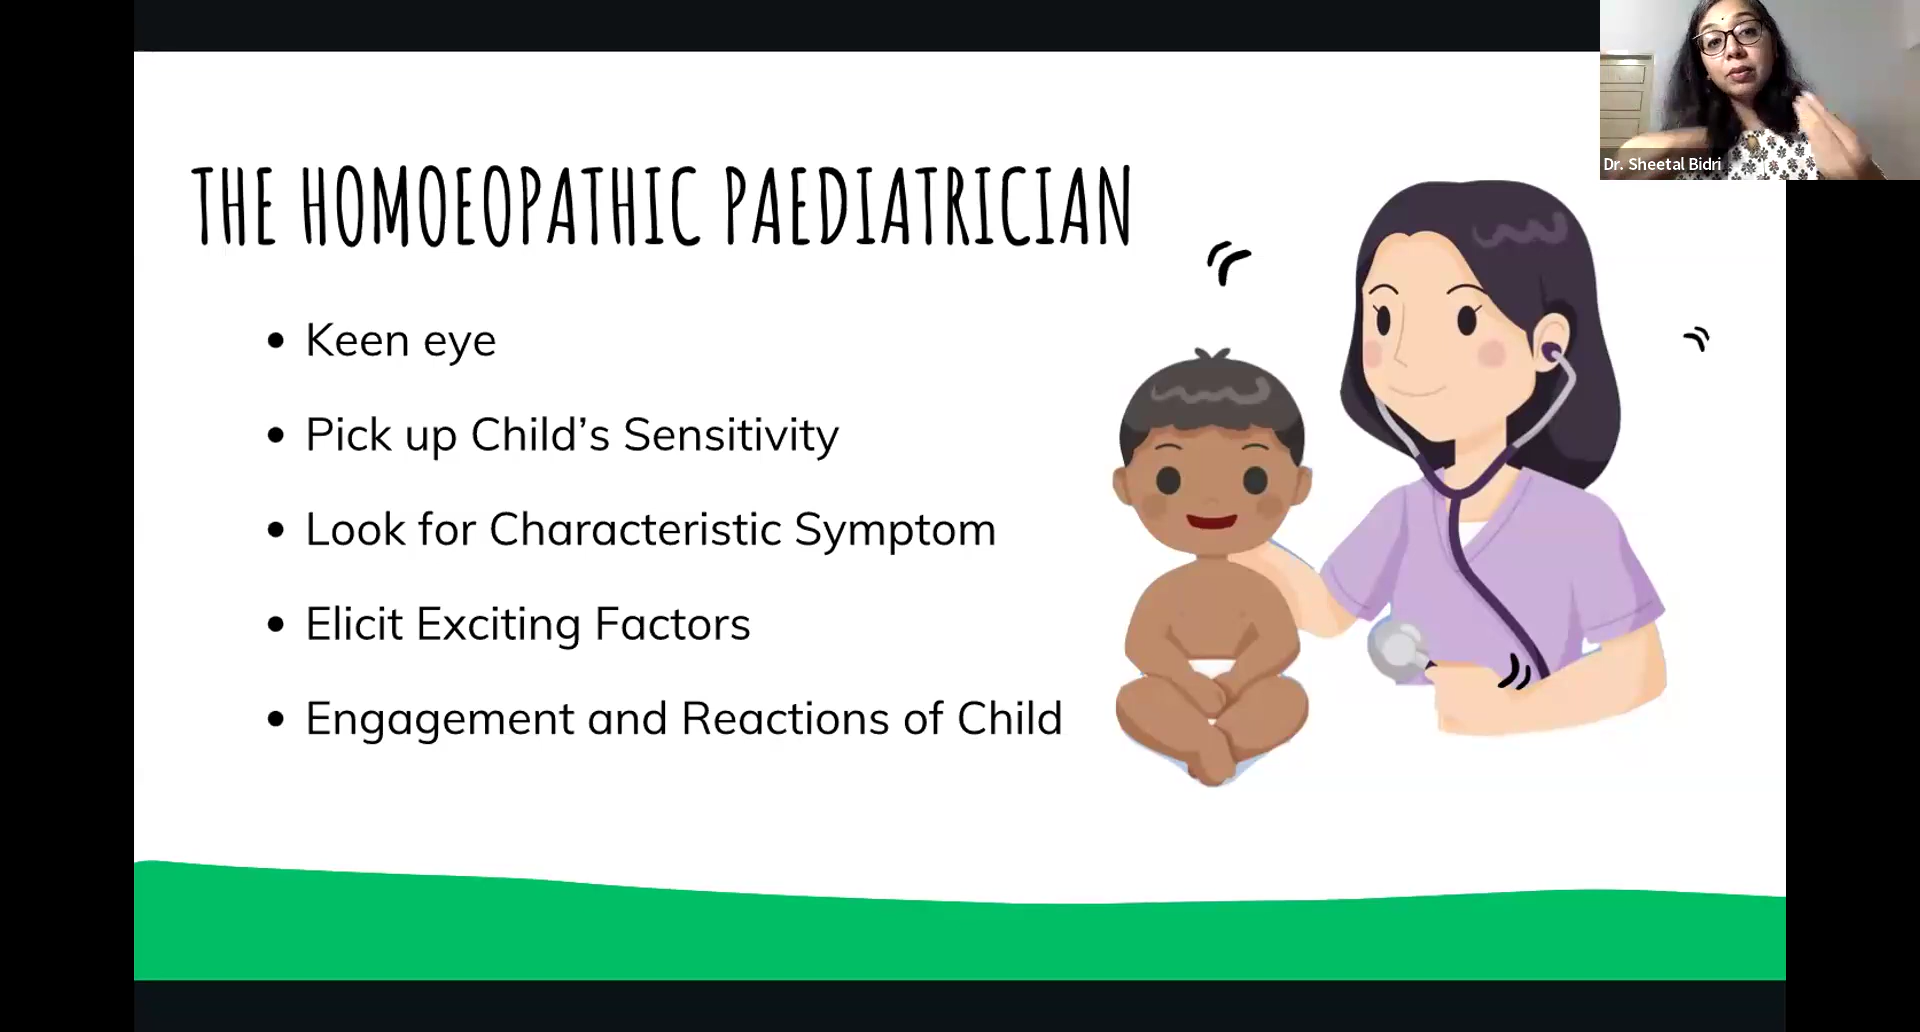 THE HOMOEOPATHIC PAEDIATRICIAN
Keen eye
Pick up Child’s Sensitivity
Look for Characteristic Symptom
Elicit Exciting Factors
Engagement and Reactions of Child
Dr. Sheetal Bidri